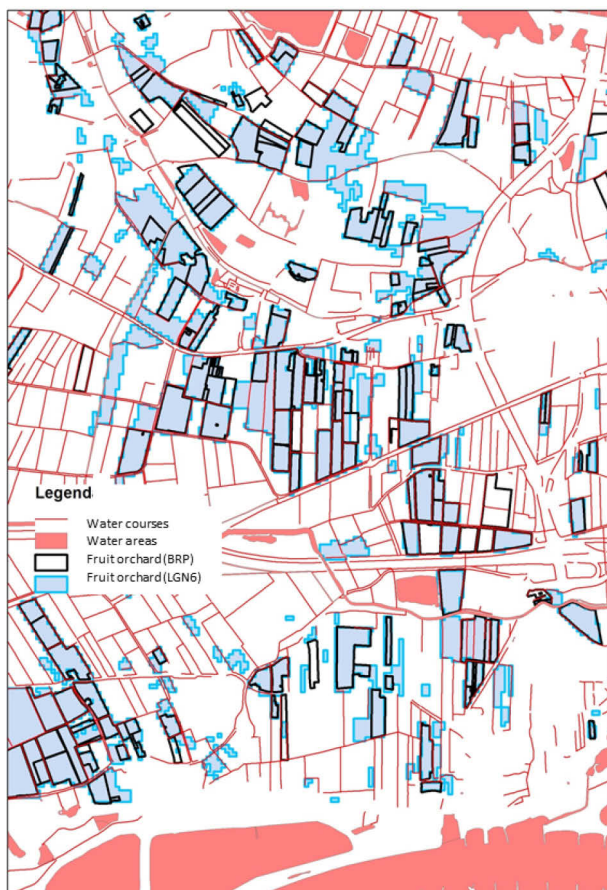 Legend
Water courses
Water areas
Fruit orchard (BRP)
Fruit orchard (LGN6)